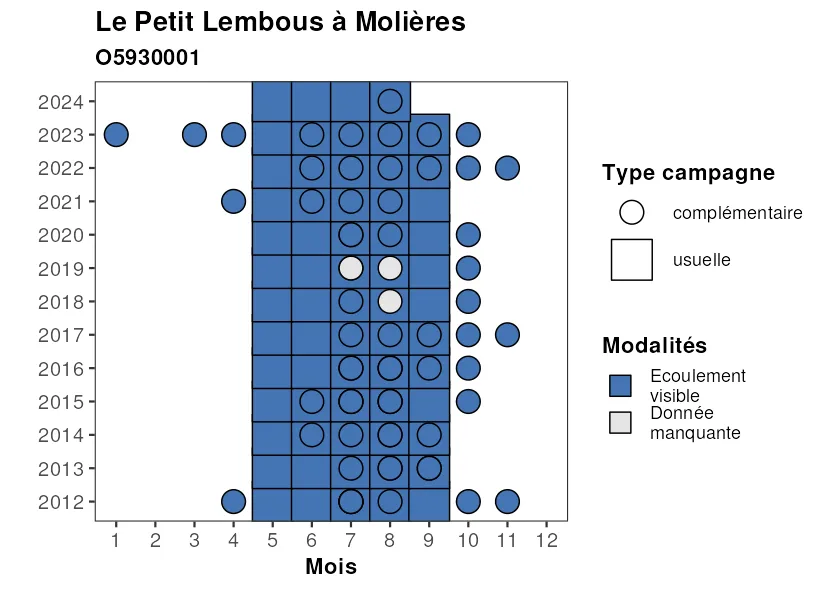 Le Petit Lembous à Molières
O5930001
2024
2023
2022
2021
2020
2019
2018
2017
2016
2015
2014
2013
2012
1 2 3 4 5 6 7 8 9 10 11 12
Mois
Type campagne
complémentaire
usuelle
Modalités
Ecoulement
visible
Donnée
manquante